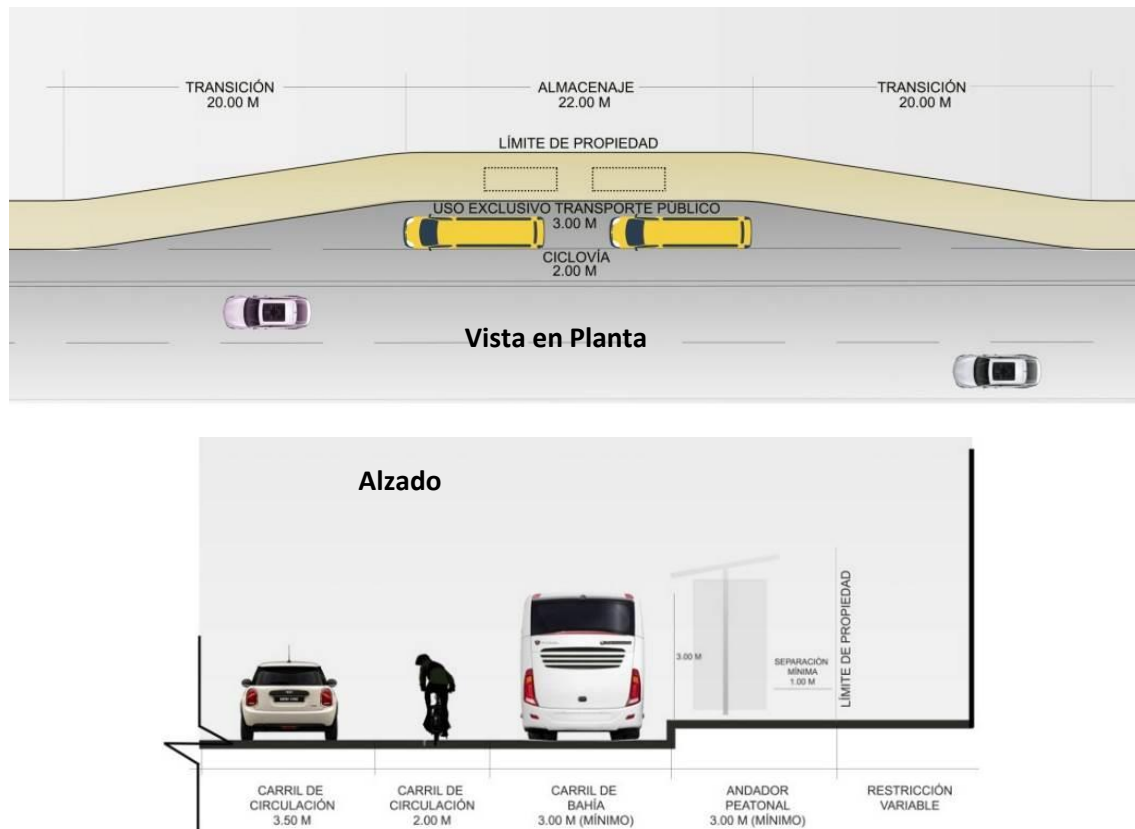 TRANSICIÓN
20.00 M
ALMACENAJE
22.00 M
TRANSICIÓN
20.00 M
LÍMITE DE PROPIEDAD
USO EXCLUSIVO TRANSPORTE PÚBLICO
3.00 M
CICLOVÍA
2.00 M
Vista en Planta
Alzado
3.00 M
SEPARACIÓN
MÍNIMA
1.00 M
LÍMITE DE PROPIEDAD
CARRIL DE
CIRCULACIÓN
3.50 M
CARRIL DE
CIRCULACIÓN
2.00 M
CARRIL DE
BAHÍA
3.00 M (MÍNIMO)
ANDADOR
PEATONAL
3.00 M (MÍNIMO)
RESTRICCIÓN
VARIABLE